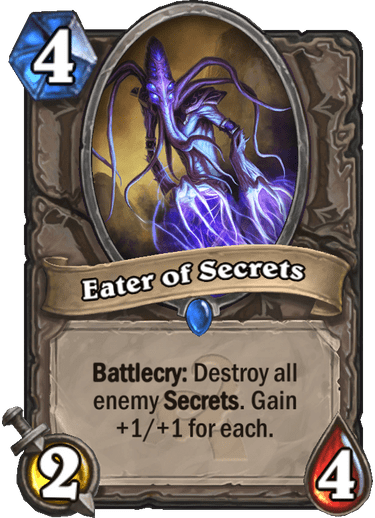 4
Eater of Secrets
Battlecry: Destroy all
enemy Secrets. Gain
+1/+1 for each.
2
4